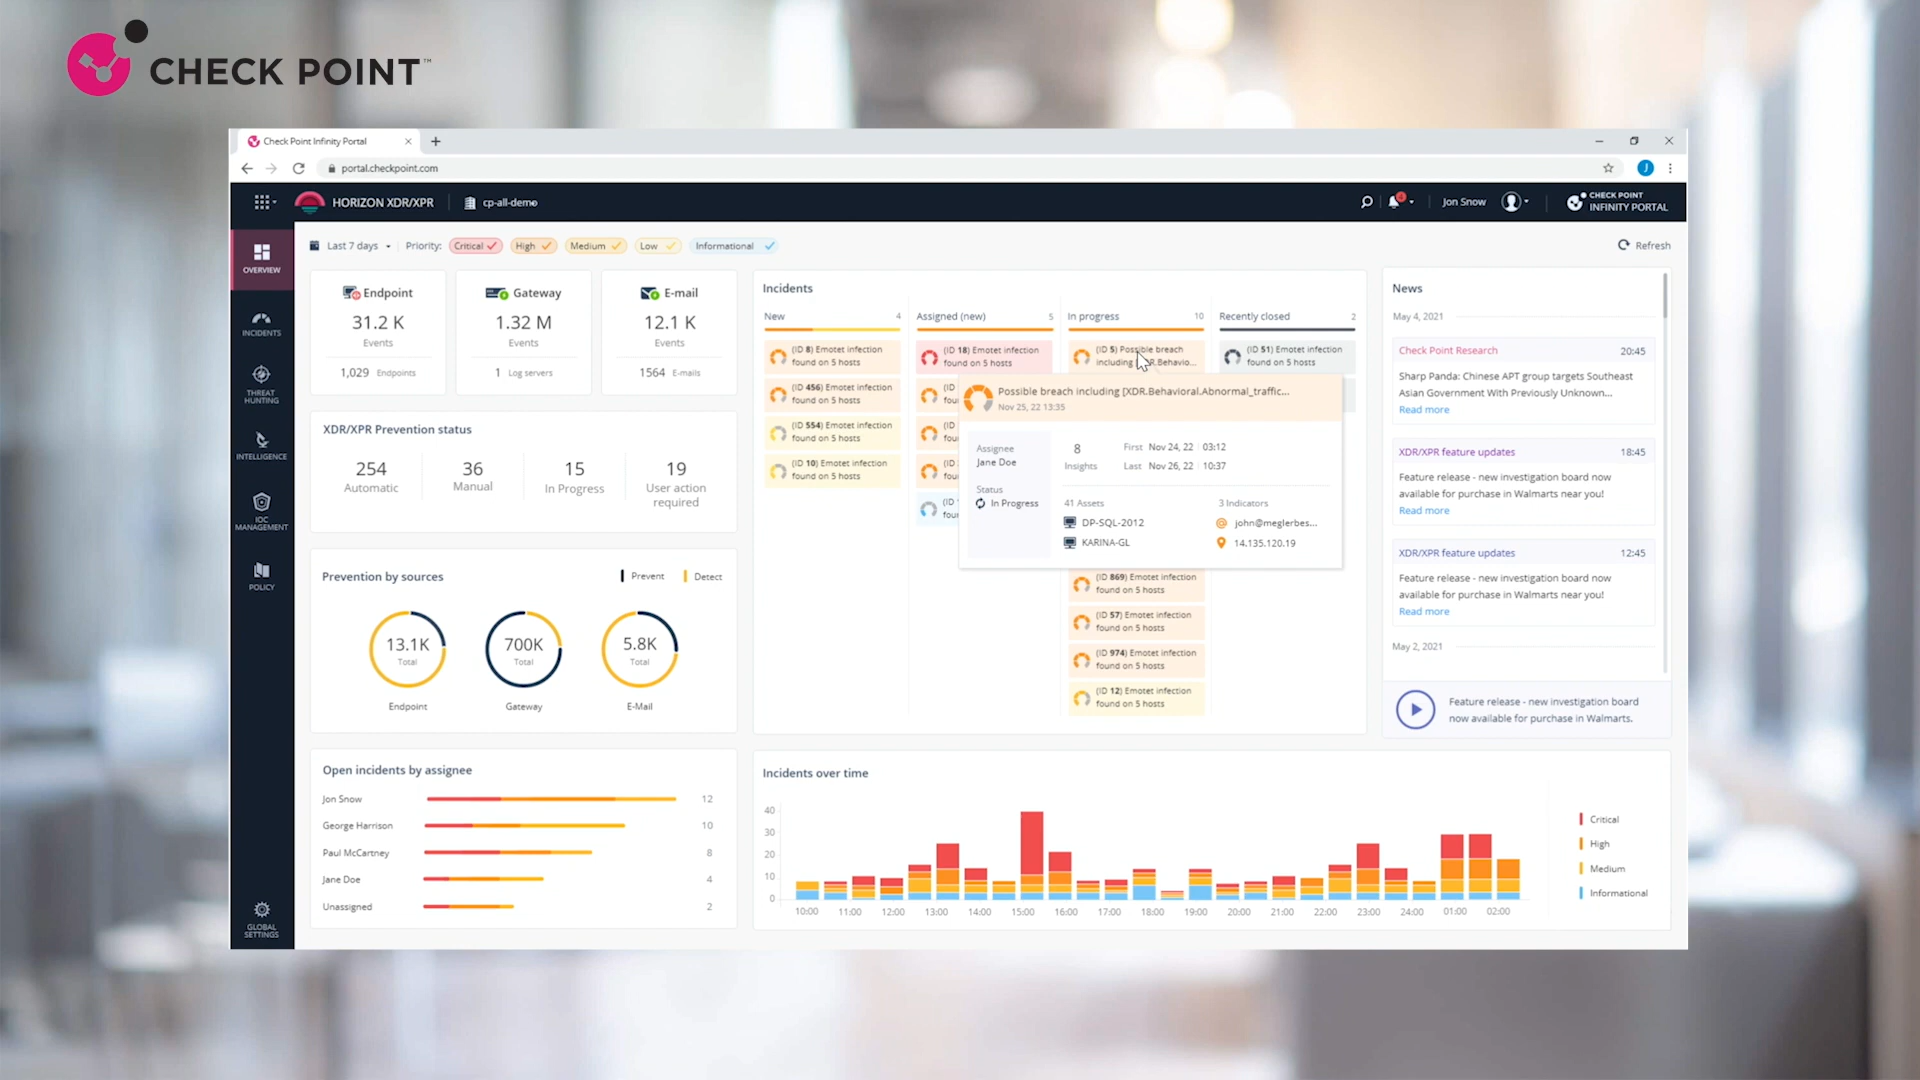 CHECK POINT™
Check Point Infinity Portal
portal.checkpoint.com
J
HORIZON XDR/XPR
cp-all-demo
Jon Snow
CHECK POINT
INFINITY PORTAL
OVERVIEW
INCIDENTS
THREAT
HUNTING
INTELLIGENCE
IOC
MANAGEMENT
POLICY
GLOBAL
SETTINGS
Last 7 days
Priority:
Critical
High
Medium
Low
Informational
Refresh
Endpoint
31.2 K
Events
1,029 Endpoints
Gateway
1.32 M
Events
1 Log servers
E-mail
12.1 K
Events
1564 E-mails
XDR/XPR Prevention status
254
Automatic
36
Manual
15
In Progress
19
User action
required
Prevention by sources
Prevent
Detect
13.1K
Total
Endpoint
700K
Total
Gateway
5.8K
Total
E-Mail
Open incidents by assignee
Jon Snow 12
George Harrison 10
Paul McCartney 8
Jane Doe 4
Unassigned 2
Incidents
New 4
(ID 8) Emotet infection
found on 5 hosts
(ID 456) Emotet infection
found on 5 hosts
(ID 554) Emotet infection
found on 5 hosts
(ID 10) Emotet infection
found on 5 hosts
Assigned (new) 5
(ID 18) Emotet infection
found on 5 hosts
(ID
found
(ID
found
(ID
found
(ID
In progress 10
(ID 5) Possible breach
Recently closed 2
(ID 51) Emotet infection
found on 5 hosts
Possible breach including [XDR.Behavioral.Abnormal_traffic...
Nov 25, 22 13:35
Assignee
Jane Doe
Status
In Progress
8
Insights
First Nov 24, 22 03:12
Last Nov 26, 22 10:37
41 Assets
DP-SQL-2012
KARINA-GL
3 Indicators
john@meglerbes...
14.135.120.19
(ID 869) Emotet infection
found on 5 hosts
(ID 57) Emotet infection
found on 5 hosts
(ID 974) Emotet infection
found on 5 hosts
(ID 12) Emotet infection
found on 5 hosts
News
May 4, 2021
Check Point Research 20:45
Sharp Panda: Chinese APT group targets Southeast
Asian Government With Previously Unknown...
Read more
XDR/XPR feature updates 18:45
Feature release - new investigation board now
available for purchase in Walmarts near you!
Read more
XDR/XPR feature updates 12:45
Feature release - new investigation board now
available for purchase in Walmarts near you!
Read more
May 2, 2021
Feature release - new investigation board
now available for purchase in Walmarts.
Incidents over time
40
30
20
10
0
10:00 11:00 12:00 13:00 14:00 15:00 16:00 17:00 18:00 19:00 20:00 21:00 22:00 23:00 24:00 01:00 02:00
Critical
High
Medium
Informational